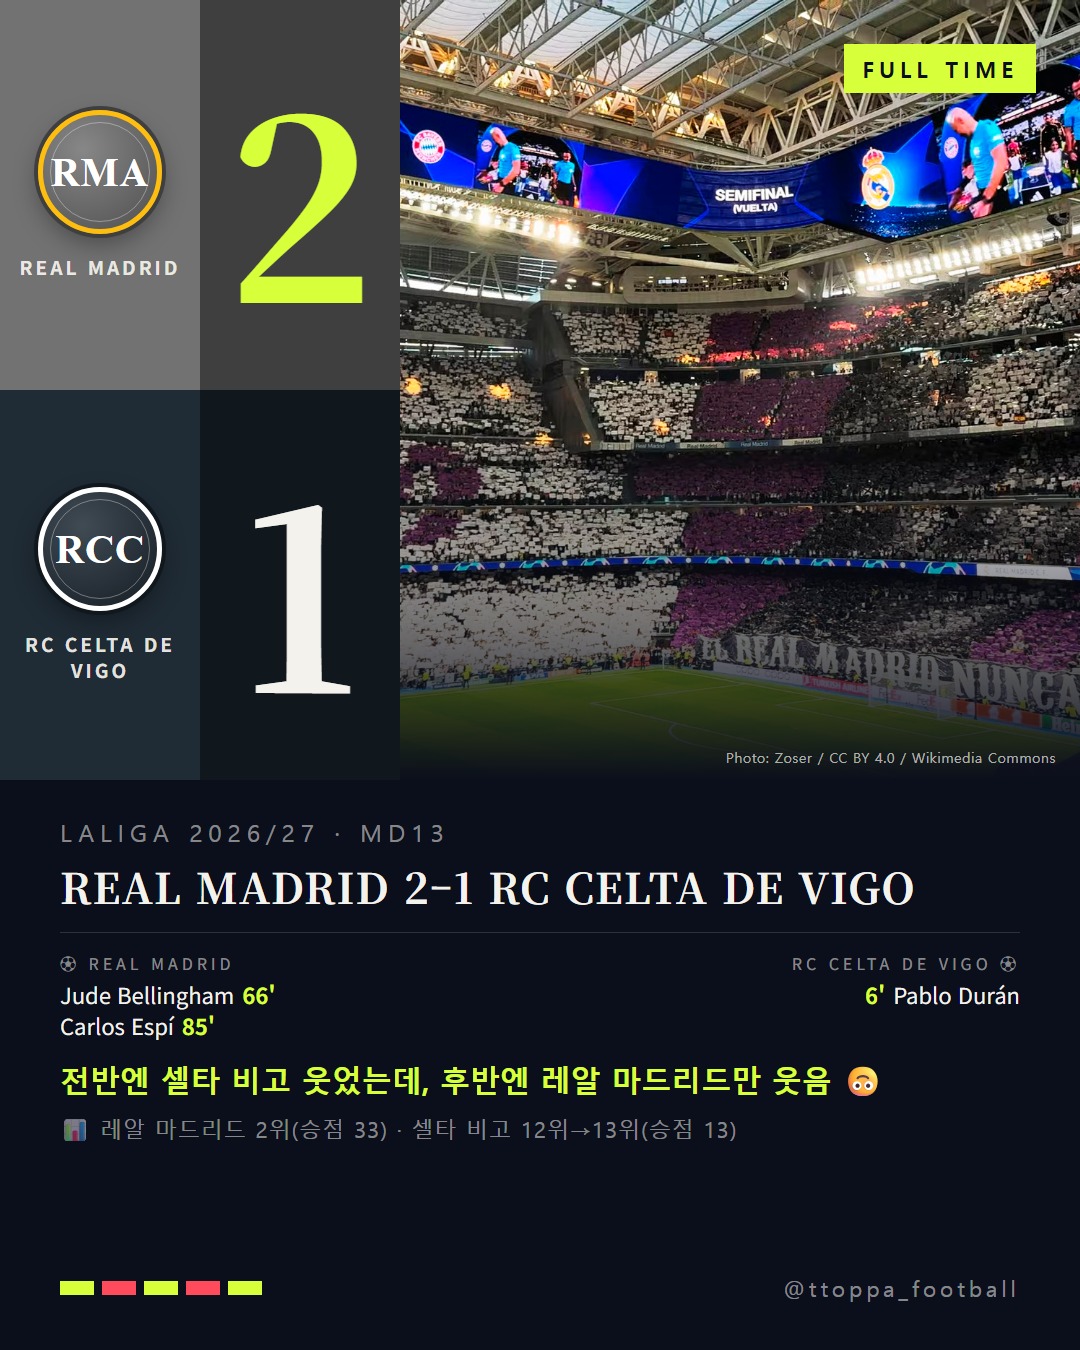 RMA
REAL MADRID
2
RCC
RC CELTA DE
VIGO
1
FULL TIME
SEMIFINAL
(VUELTA)
EL REAL MADRID NUNCA
Photo: Zoser / CC BY 4.0 / Wikimedia Commons
LALIGA 2026/27 · MD13
REAL MADRID 2–1 RC CELTA DE VIGO
⚽ REAL MADRID
Jude Bellingham 66'
Carlos Espí 85'
RC CELTA DE VIGO ⚽
6' Pablo Durán
전반엔 셀타 비고 웃었는데, 후반엔 레알 마드리드만 웃음 🙃
📊 레알 마드리드 2위(승점 33) · 셀타 비고 12위→13위(승점 13)
@ttoppa_football